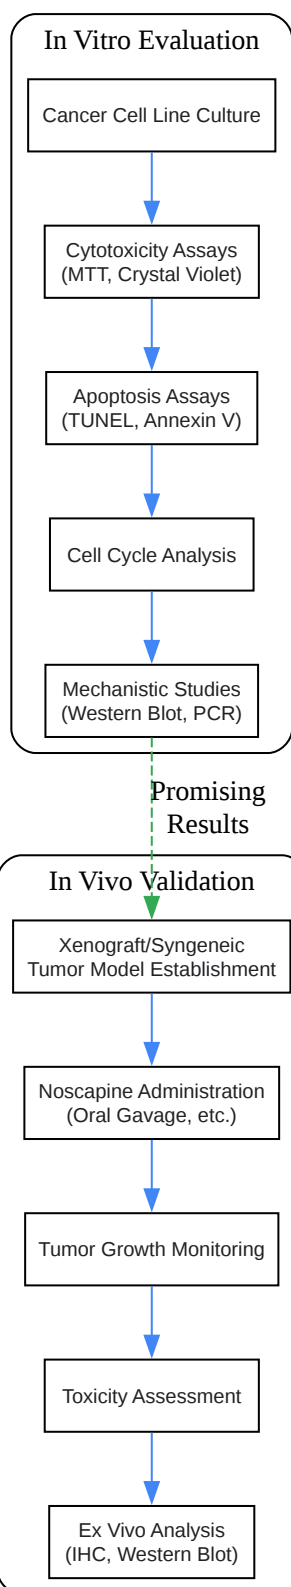 In Vitro Evaluation
Cancer Cell Line Culture
Cytotoxicity Assays
(MTT, Crystal Violet)
Apoptosis Assays
(TUNEL, Annexin V)
Cell Cycle Analysis
Mechanistic Studies
(Western Blot, PCR)
Promising
Results
In Vivo Validation
Xenograft/Syngeneic
Tumor Model Establishment
Noscapine Administration
(Oral Gavage, etc.)
Tumor Growth Monitoring
Toxicity Assessment
Ex Vivo Analysis
(IHC, Western Blot)